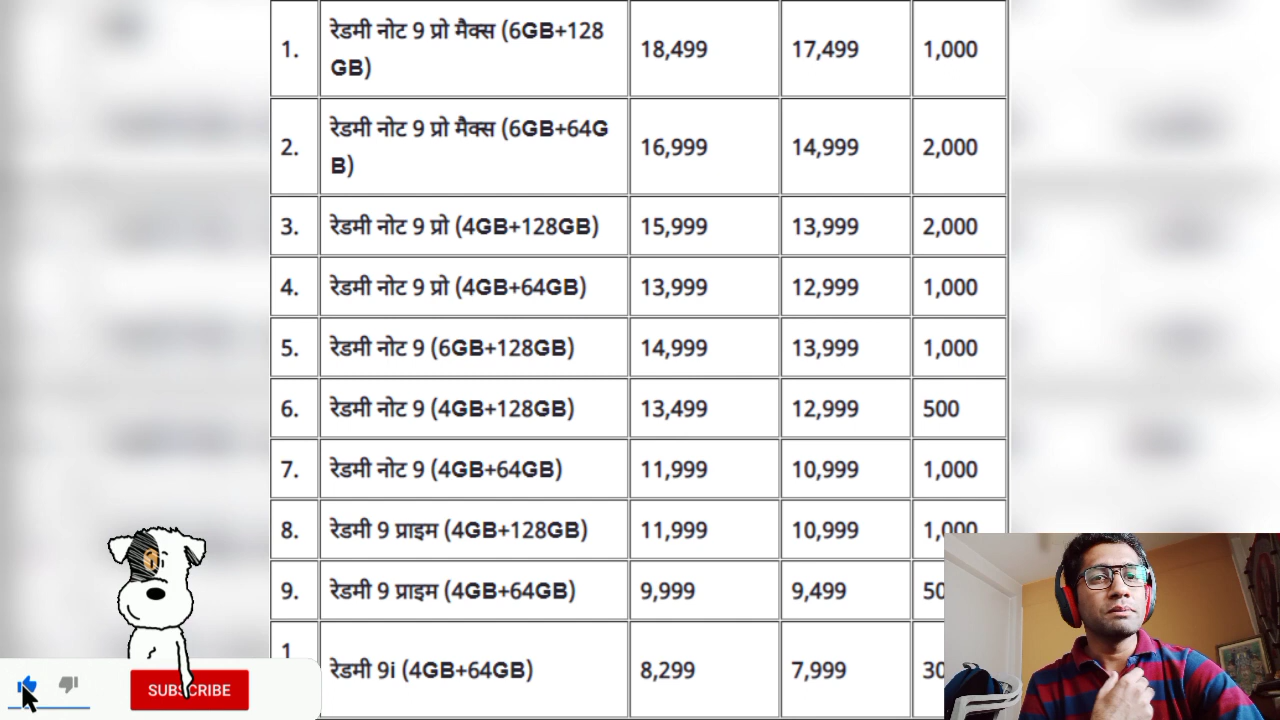 1. रेडमी नोट 9 प्रो मैक्स (6GB+128 18,499 17,499 1,000
GB)
2. रेडमी नोट 9 प्रो मैक्स (6GB+64G 16,999 14,999 2,000
B)
3. रेडमी नोट 9 प्रो (4GB+128GB) 15,999 13,999 2,000
4. रेडमी नोट 9 प्रो (4GB+64GB) 13,999 12,999 1,000
5. रेडमी नोट 9 (6GB+128GB) 14,999 13,999 1,000
6. रेडमी नोट 9 (4GB+128GB) 13,499 12,999 500
7. रेडमी नोट 9 (4GB+64GB) 11,999 10,999 1,000
8. रेडमी 9 प्राइम (4GB+128GB) 11,999 10,999 1,000
9. रेडमी 9 प्राइम (4GB+64GB) 9,999 9,499 50
1 रेडमी 9i (4GB+64GB) 8,299 7,999 30
SUBSCRIBE